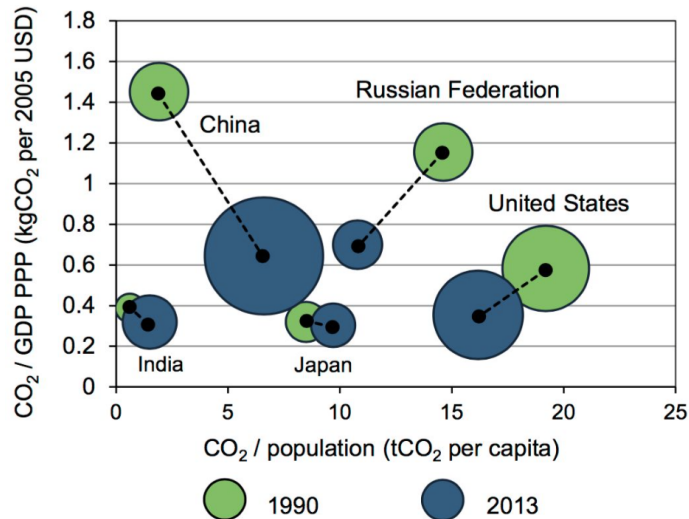 CO₂ / GDP PPP (kgCO₂ per 2005 USD)
1.8
1.6
1.4
1.2
1
0.8
0.6
0.4
0.2
0
Russian Federation
China
United States
India
Japan
0 5 10 15 20 25
CO₂ / population (tCO₂ per capita)
1990 2013